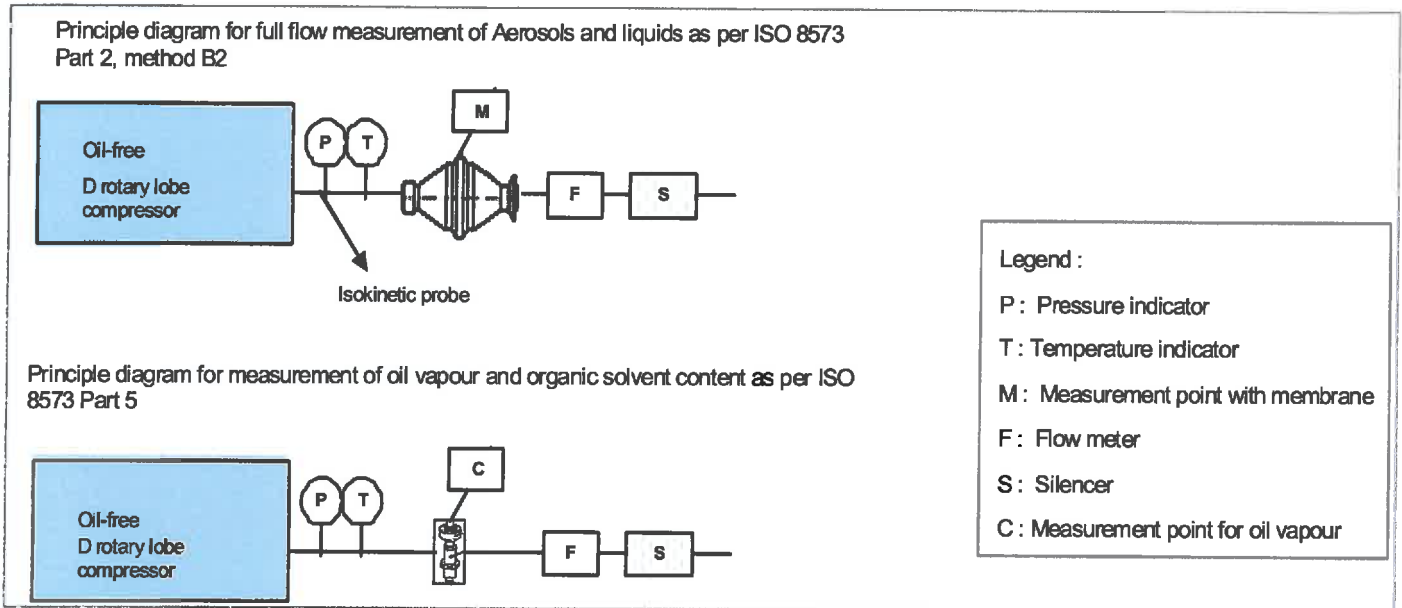 Principle diagram for full flow measurement of Aerosols and liquids as per ISO 8573
Part 2, method B2
M
P T
Oil-free
D rotary lobe
compressor
F S
Isokinetic probe
Legend :
P : Pressure indicator
T : Temperature indicator
M : Measurement point with membrane
F : Flow meter
S : Silencer
C : Measurement point for oil vapour
Principle diagram for measurement of oil vapour and organic solvent content as per ISO
8573 Part 5
C
P T
Oil-free
D rotary lobe
compressor
F S